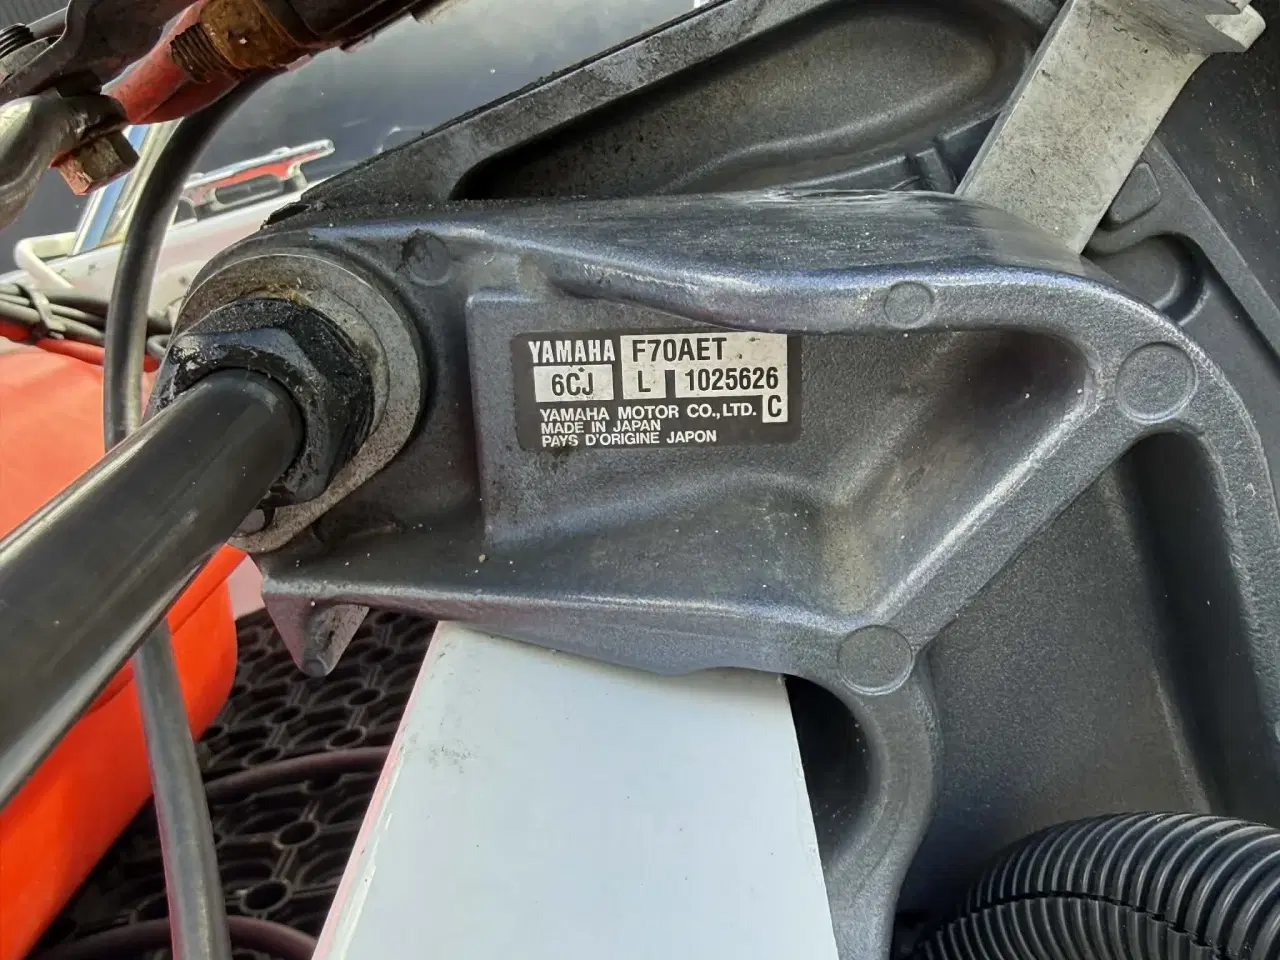 YAMAHA F70AET
6CJ L 1025626
YAMAHA MOTOR CO., LTD. C
MADE IN JAPAN
PAYS D'ORIGINE JAPON